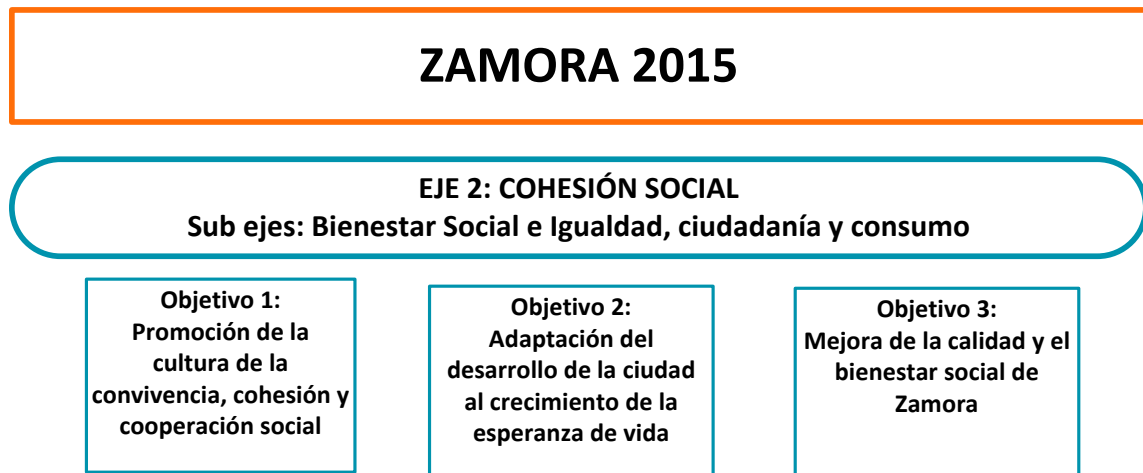 ZAMORA 2015
EJE 2: COHESIÓN SOCIAL
Sub ejes: Bienestar Social e Igualdad, ciudadanía y consumo
Objetivo 1:
Promoción de la
cultura de la
convivencia, cohesión y
cooperación social
Objetivo 2:
Adaptación del
desarrollo de la ciudad
al crecimiento de la
esperanza de vida
Objetivo 3:
Mejora de la calidad y el
bienestar social de
Zamora